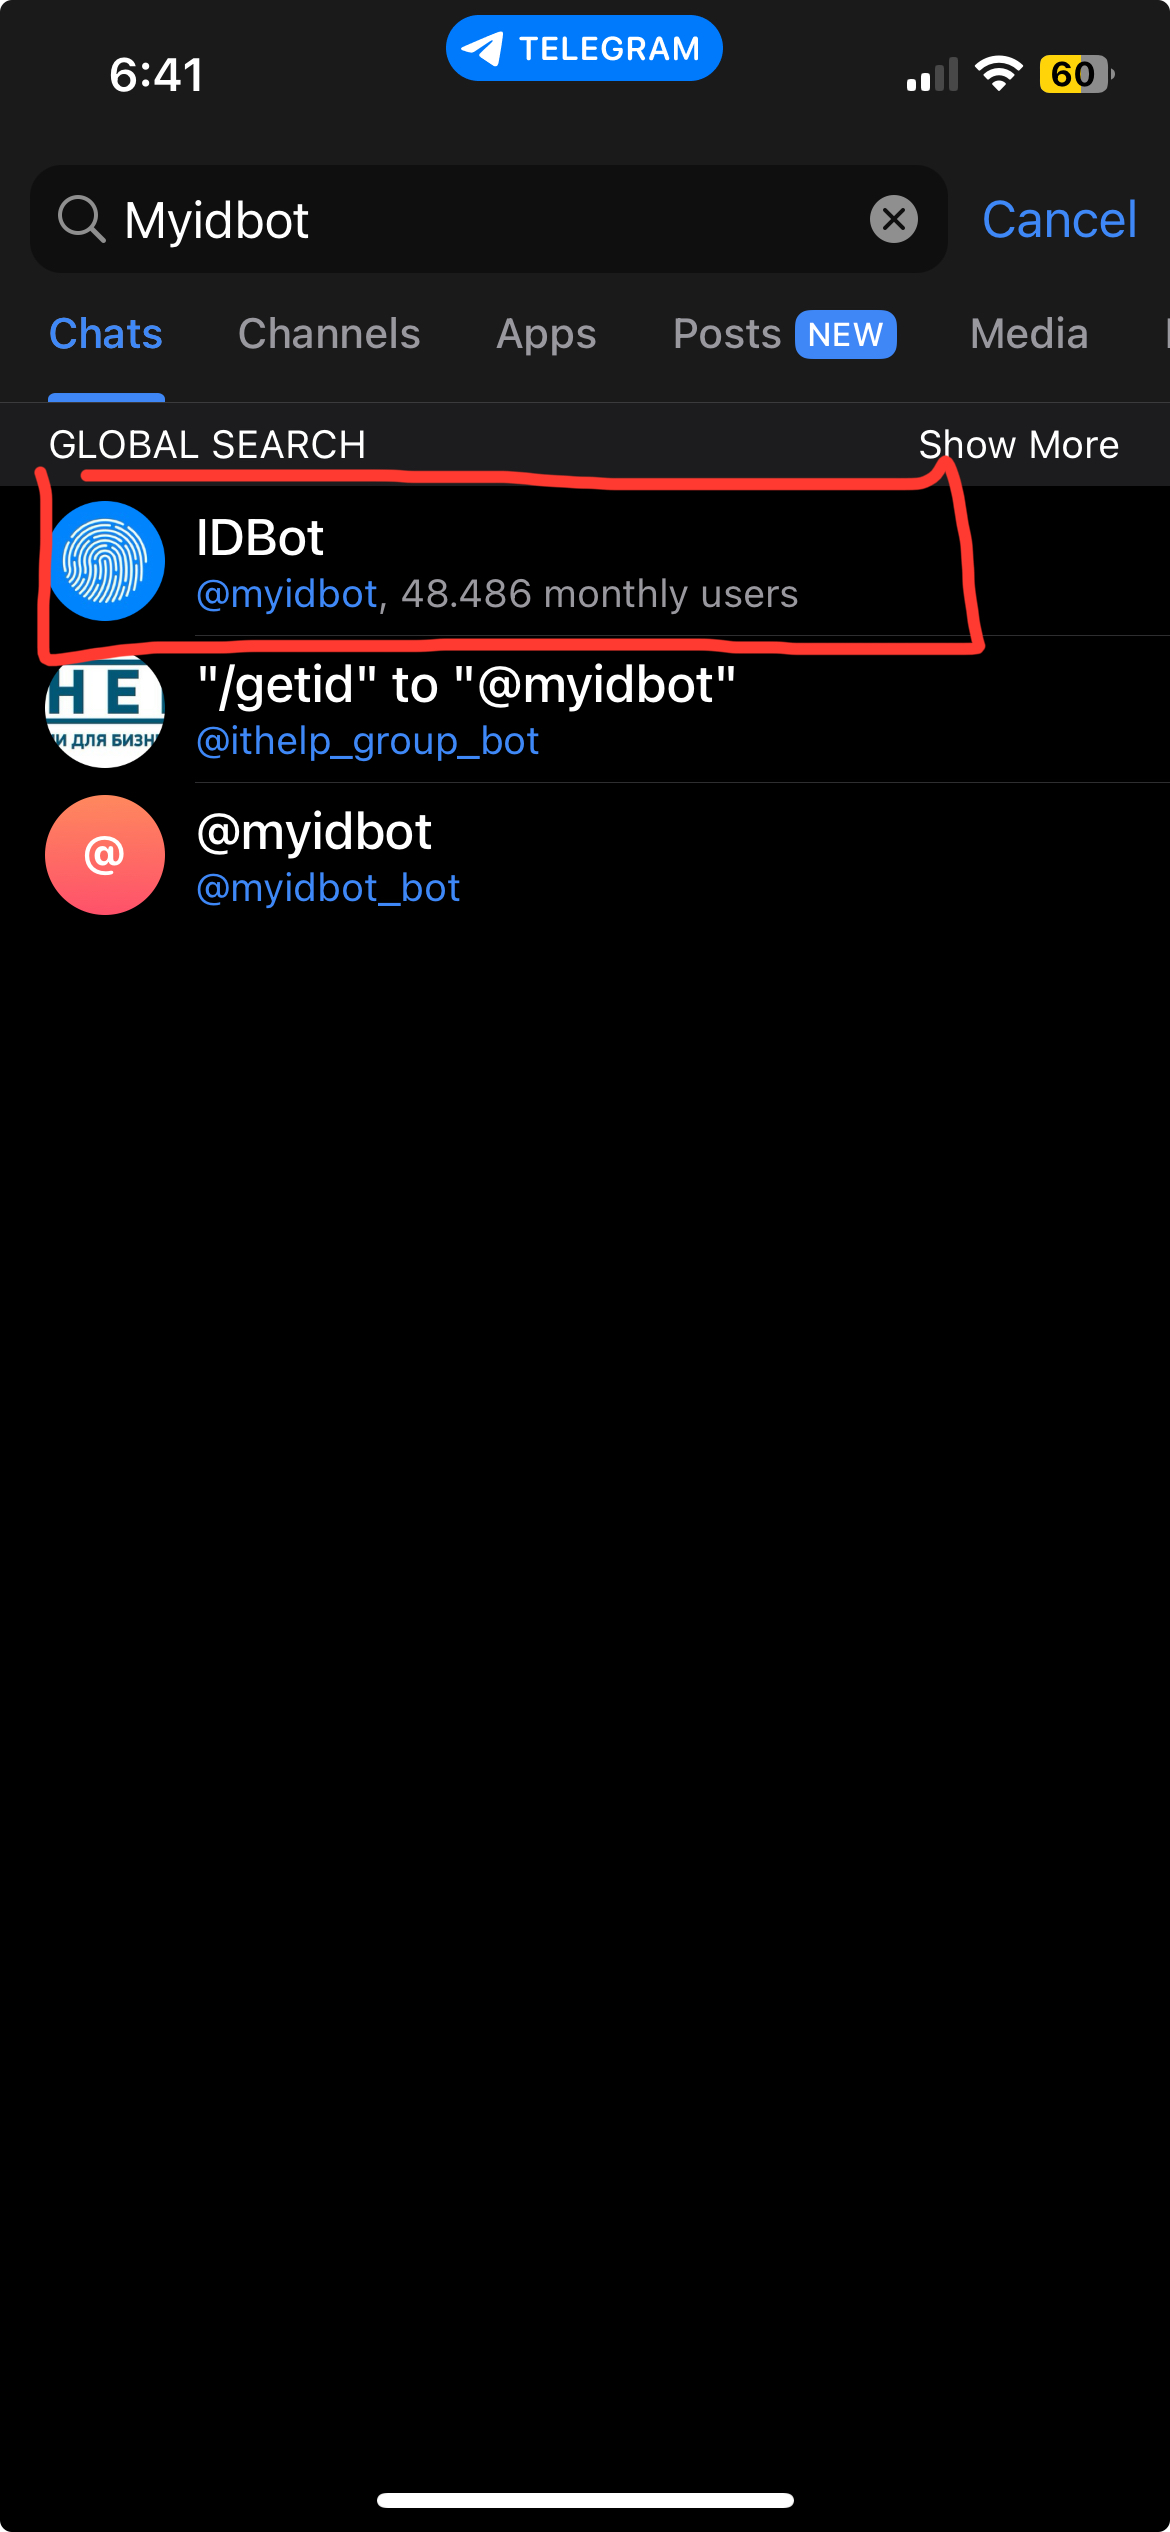 6:41
TELEGRAM
60
Myidbot
Cancel
Chats Channels Apps Posts NEW Media
GLOBAL SEARCH
Show More
IDBot
@myidbot, 48.486 monthly users
НЕ
И ДЛЯ БИЗН
"/getid" to "@myidbot"
@ithelp_group_bot
@
@myidbot
@myidbot_bot